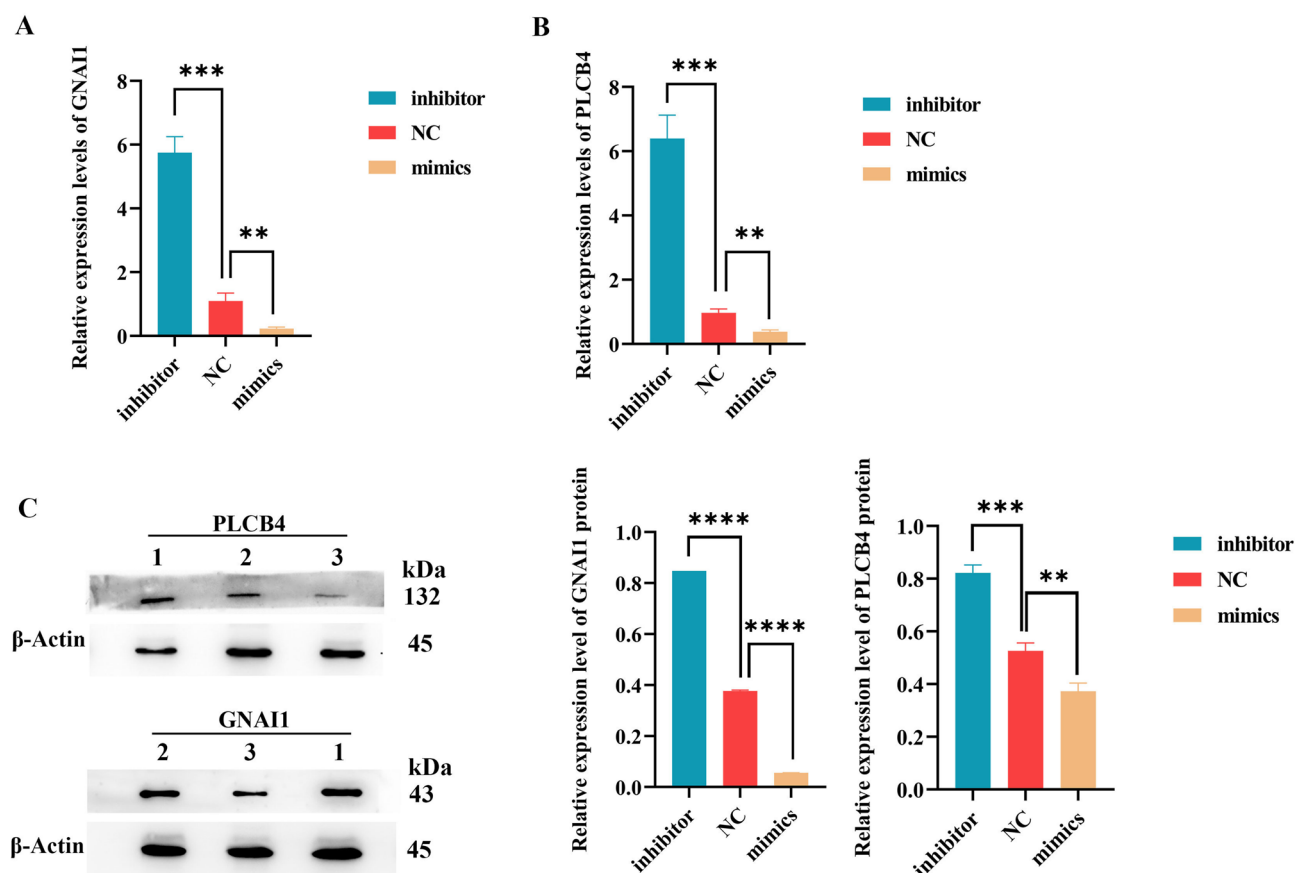 A
Relative expression levels of GNAI1
8
6
4
2
0
***
**
inhibitor
NC
mimics
inhibitor
NC
mimics
B
Relative expression levels of PLCB4
8
6
4
2
0
***
**
inhibitor
NC
mimics
inhibitor
NC
mimics
C
PLCB4
1 2 3
kDa
132
β-Actin 45
GNAI1
2 3 1
kDa
43
β-Actin 45
Relative expression level of GNAI1 protein
1.0
0.8
0.6
0.4
0.2
0.0
****
****
inhibitor
NC
mimics
Relative expression level of PLCB4 protein
1.0
0.8
0.6
0.4
0.2
0.0
***
**
inhibitor
NC
mimics
inhibitor
NC
mimics